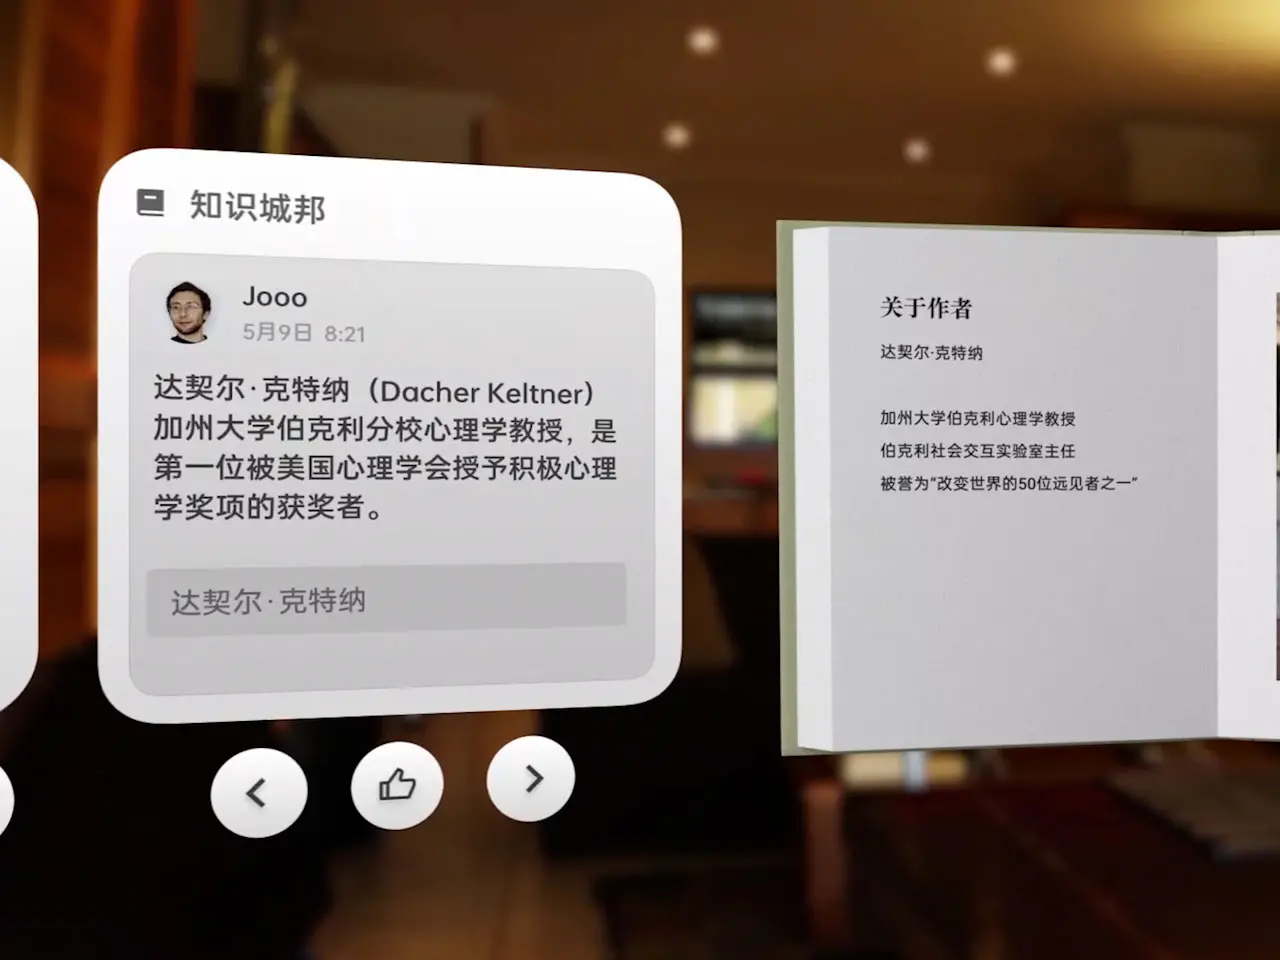 知识城邦
Jooo
5月9日 8:21
达契尔·克特纳（Dacher Keltner）
加州大学伯克利分校心理学教授，是
第一位被美国心理学会授予积极心理
学奖项的获奖者。
达契尔·克特纳
关于作者
达契尔·克特纳
加州大学伯克利心理学教授
伯克利社会交互实验室主任
被誉为“改变世界的50位远见者之一”